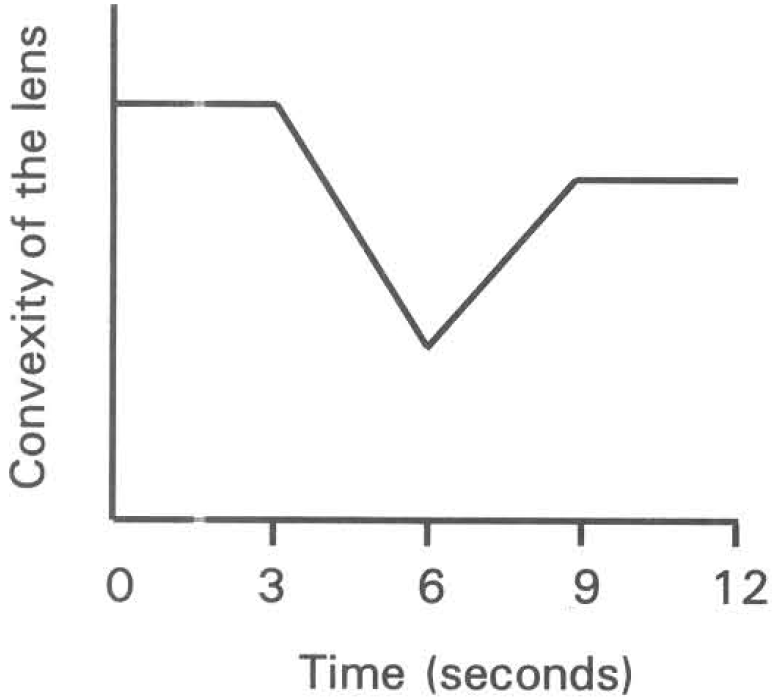 Convexity of the lens
0 3 6 9 12
Time (seconds)